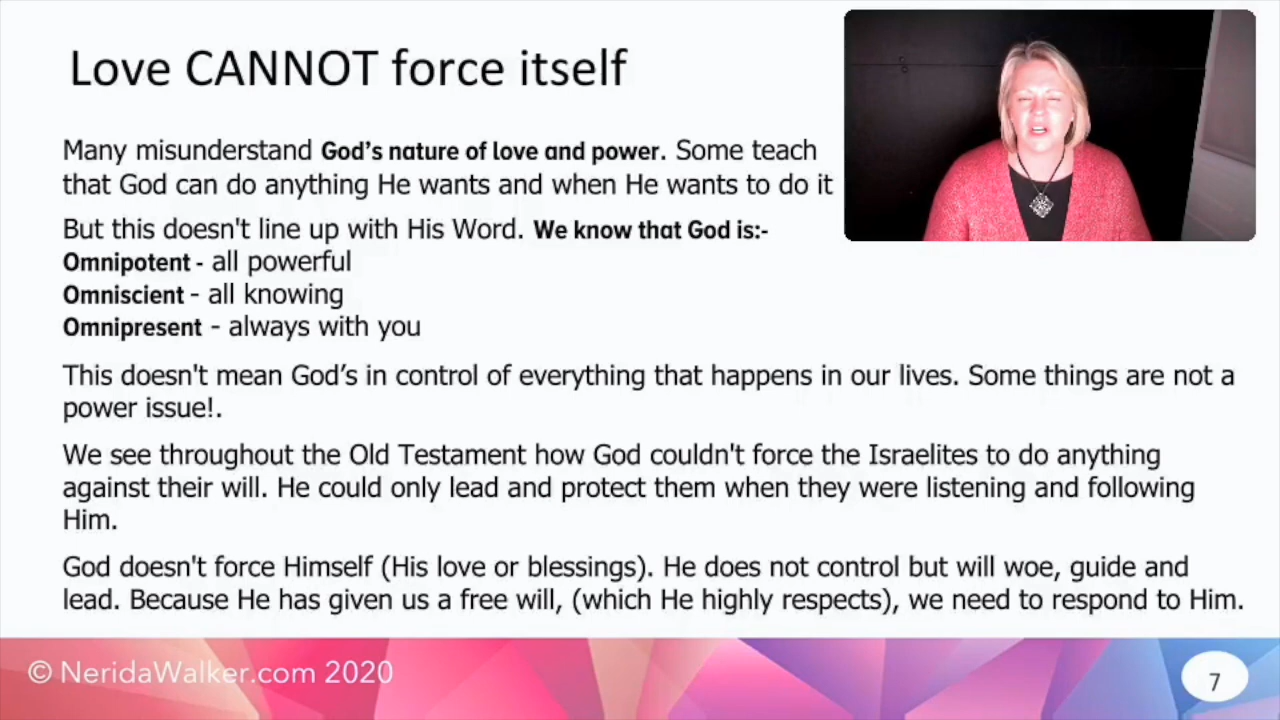 Love CANNOT force itself
Many misunderstand God's nature of love and power. Some teach
that God can do anything He wants and when He wants to do it
But this doesn't line up with His Word. We know that God is:-
Omnipotent - all powerful
Omniscient - all knowing
Omnipresent - always with you
This doesn't mean God's in control of everything that happens in our lives. Some things are not a
power issue!.
We see throughout the Old Testament how God couldn't force the Israelites to do anything
against their will. He could only lead and protect them when they were listening and following
Him.
God doesn't force Himself (His love or blessings). He does not control but will woe, guide and
lead. Because He has given us a free will, (which He highly respects), we need to respond to Him.
© NeridaWalker.com 2020
7